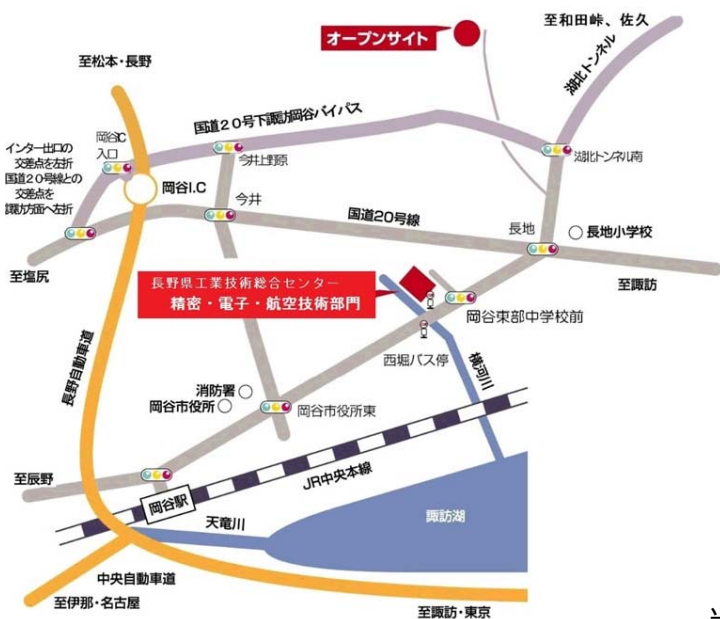 至和田峠、佐久
オープンサイト
湖北トンネル
至松本・長野
国道20号下諏訪岡谷バイパス
岡谷IC
入口
インター出口の
交差点を左折
国道20号線との
交差点を
諏訪方面へ左折
今井上野原
湖北トンネル南
岡谷I.C
今井
国道20号線
長地
長地小学校
至塩尻
至諏訪
長野県工業技術総合センター
精密・電子・航空技術部門
岡谷東部中学校前
西堀バス停
横河川
長野自動車道
消防署
岡谷市役所
岡谷市役所東
至辰野
JR中央本線
岡谷駅
天竜川
諏訪湖
中央自動車道
至伊那・名古屋
至諏訪・東京